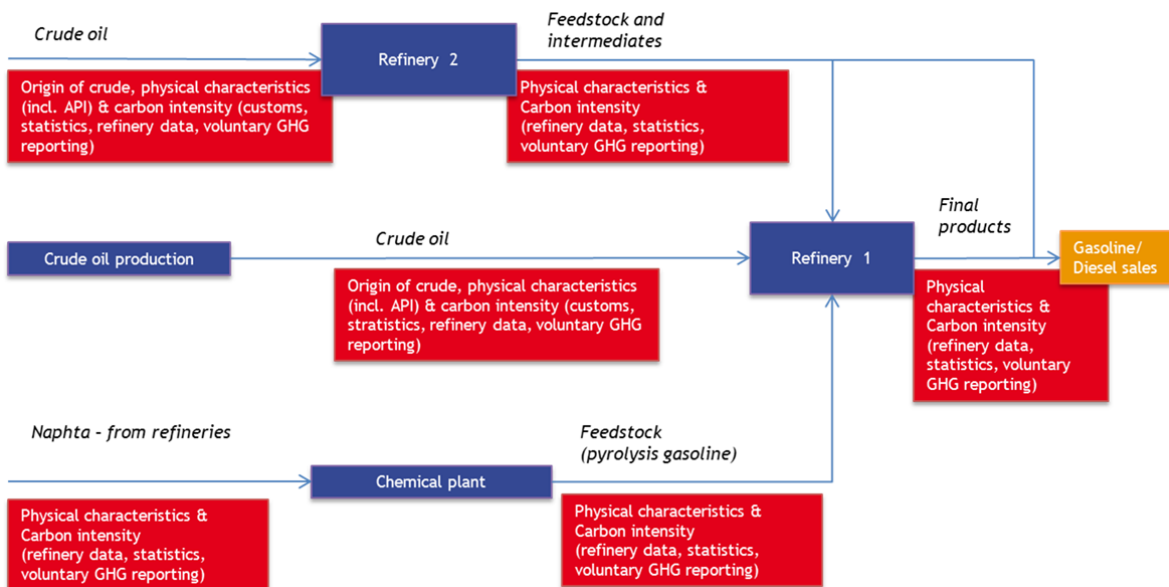 Crude oil
Refinery 2
Feedstock and
intermediates
Origin of crude, physical characteristics
(incl. API) & carbon intensity (customs,
statistics, refinery data, voluntary GHG
reporting)
Physical characteristics &
Carbon intensity
(refinery data, statistics,
voluntary GHG reporting)
Crude oil production
Crude oil
Origin of crude, physical characteristics
(incl. API) & carbon intensity (customs,
stratistics, refinery data, voluntary GHG
reporting)
Refinery 1
Final
products
Gasoline/
Diesel sales
Physical
characteristics &
Carbon intensity
(refinery data,
statistics, voluntary
GHG reporting)
Naphta - from refineries
Chemical plant
Feedstock
(pyrolysis gasoline)
Physical characteristics &
Carbon intensity
(refinery data, statistics,
voluntary GHG reporting)
Physical characteristics &
Carbon intensity
(refinery data, statistics,
voluntary GHG reporting)